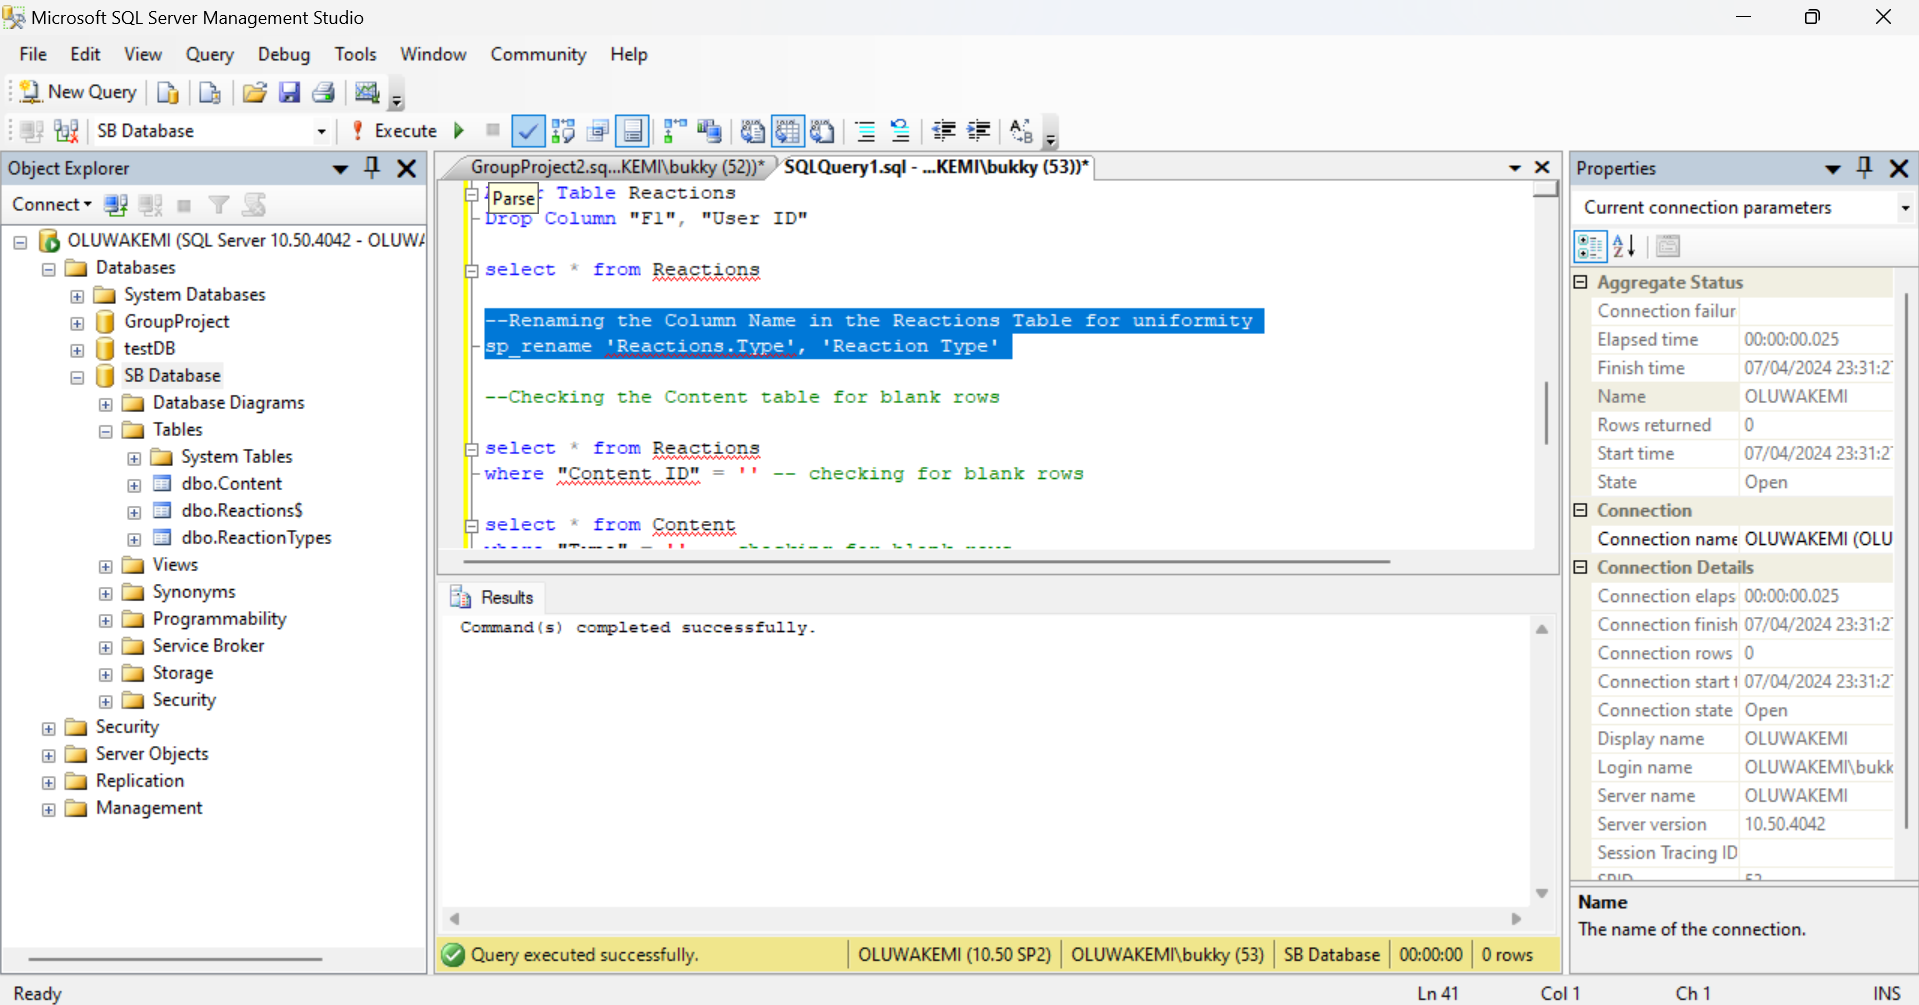 Microsoft SQL Server Management Studio
File Edit View Query Debug Tools Window Community Help
New Query
SB Database Execute
Object Explorer
Connect
OLUWAKEMI (SQL Server 10.50.4042 - OLUWA
Databases
System Databases
GroupProject
testDB
SB Database
Database Diagrams
Tables
System Tables
dbo.Content
dbo.Reactions$
dbo.ReactionTypes
Views
Synonyms
Programmability
Service Broker
Storage
Security
Security
Server Objects
Replication
Management
GroupProject2.sq...KEMI\bukky (52))* SQLQuery1.sql - ...KEMI\bukky (53))*
Table Reactions
Parse
Drop Column "F1", "User ID"
select * from Reactions
--Renaming the Column Name in the Reactions Table for uniformity
sp_rename 'Reactions.Type', 'Reaction Type'
--Checking the Content table for blank rows
select * from Reactions
where "Content ID" = '' -- checking for blank rows
select * from Content
where "Type" = '' -- checking for blank rows
Results
Command(s) completed successfully.
Query executed successfully. OLUWAKEMI (10.50 SP2) OLUWAKEMI\bukky (53) SB Database 00:00:00 0 rows
Properties
Current connection parameters
Aggregate Status
Connection failur
Elapsed time 00:00:00.025
Finish time 07/04/2024 23:31:2
Name OLUWAKEMI
Rows returned 0
Start time 07/04/2024 23:31:2
State Open
Connection
Connection name OLUWAKEMI (OLU
Connection Details
Connection elaps 00:00:00.025
Connection finish 07/04/2024 23:31:2
Connection rows 0
Connection start t 07/04/2024 23:31:2
Connection state Open
Display name OLUWAKEMI
Login name OLUWAKEMI\bukk
Server name OLUWAKEMI
Server version 10.50.4042
Session Tracing ID
SPID 53
Name
The name of the connection.
Ready Ln 41 Col 1 Ch 1 INS